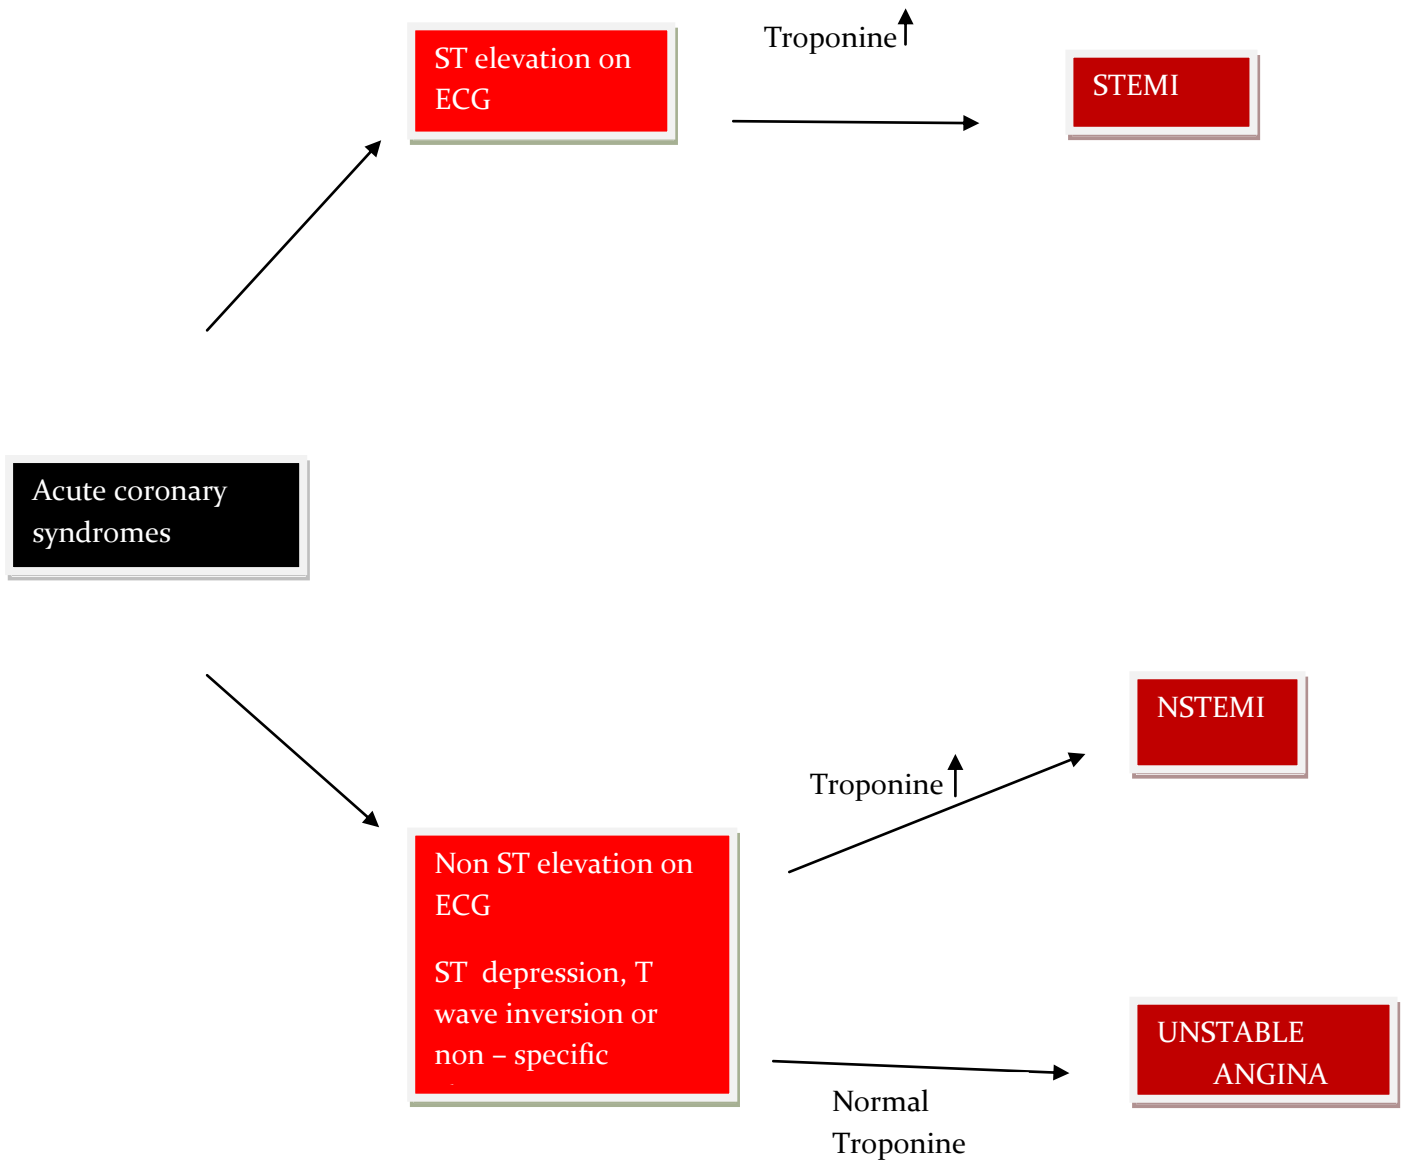 Troponine
ST elevation on
ECG
STEMI
Acute coronary
syndromes
NSTEMI
Troponine
Non ST elevation on
ECG
ST depression, T
wave inversion or
non – specific
UNSTABLE
ANGINA
Normal
Troponine